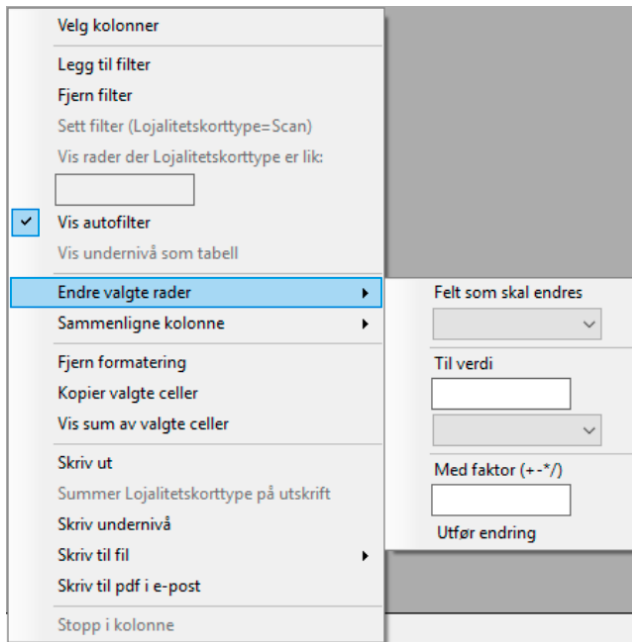 Velg kolonner
Legg til filter
Fjern filter
Sett filter (Lojalitetskorttype=Scan)
Vis rader der Lojalitetskorttype er lik:
Vis autofilter
Vis undernivå som tabell
Endre valgte rader
Sammenligne kolonne
Fjern formatering
Kopier valgte celler
Vis sum av valgte celler
Skriv ut
Summer Lojalitetskorttype på utskrift
Skriv undernivå
Skriv til fil
Skriv til pdf i e-post
Stopp i kolonne
Felt som skal endres
Til verdi
Med faktor (+-*/)
Utfør endring